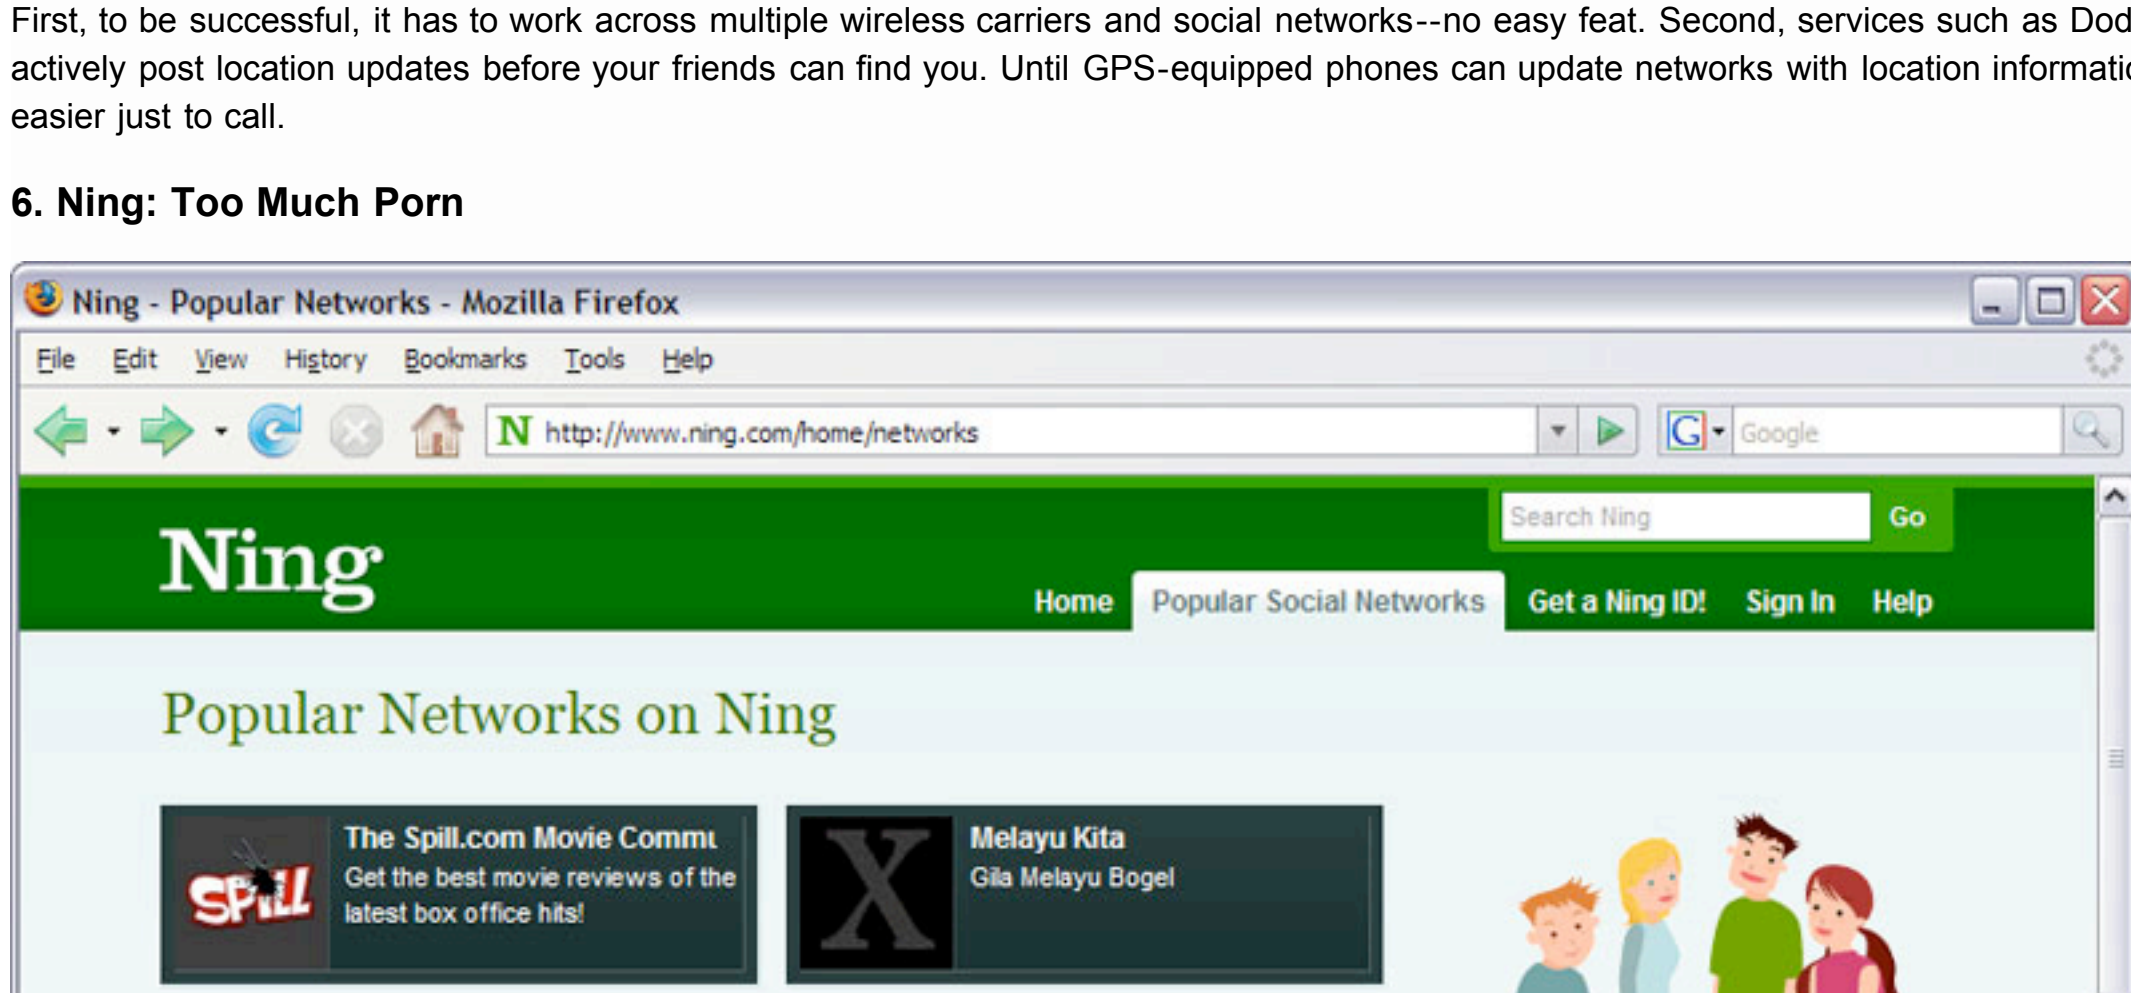 First, to be successful, it has to work across multiple wireless carriers and social networks--no easy feat. Second, services such as Dod
actively post location updates before your friends can find you. Until GPS-equipped phones can update networks with location informatio
easier just to call.
6. Ning: Too Much Porn
Ning - Popular Networks - Mozilla Firefox
File Edit View History Bookmarks Tools Help
N http://www.ning.com/home/networks G Google
Search Ning Go
Ning
Home Popular Social Networks Get a Ning ID! Sign In Help
Popular Networks on Ning
The Spill.com Movie Commu
Get the best movie reviews of the
latest box office hits!
SPILL
X
Melayu Kita
Gila Melayu Bogel